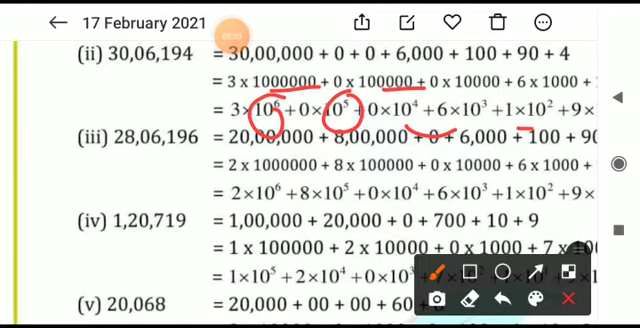 17 February 2021
05:59
(ii) 30,06,194 = 30,00,000 + 0 + 0 + 6,000 + 100 + 90 + 4
= 3 x 1000000 + 0 x 100000 + 0 x 10000 + 6 x 1000 +
= 3×10⁶ +0×10⁵ +0×10⁴ +6×10³ +1×10² +9×
(iii) 28,06,196 = 20,00,000 + 8,00,000 + 0 + 6,000 + 100 + 90
= 2 x 1000000 + 8 x 100000 + 0 x 10000 + 6 x 1000 +
= 2×10⁶ +8×10⁵ +0×10⁴ +6×10³ +1×10² +9×
(iv) 1,20,719 = 1,00,000 + 20,000 + 0 + 700 + 10 + 9
= 1 x 100000 + 2 x 10000 + 0 x 1000 + 7 x 100
= 1×10⁵ +2×10⁴ +0×10³
(v) 20,068 = 20,000 + 00 + 00 + 60 +